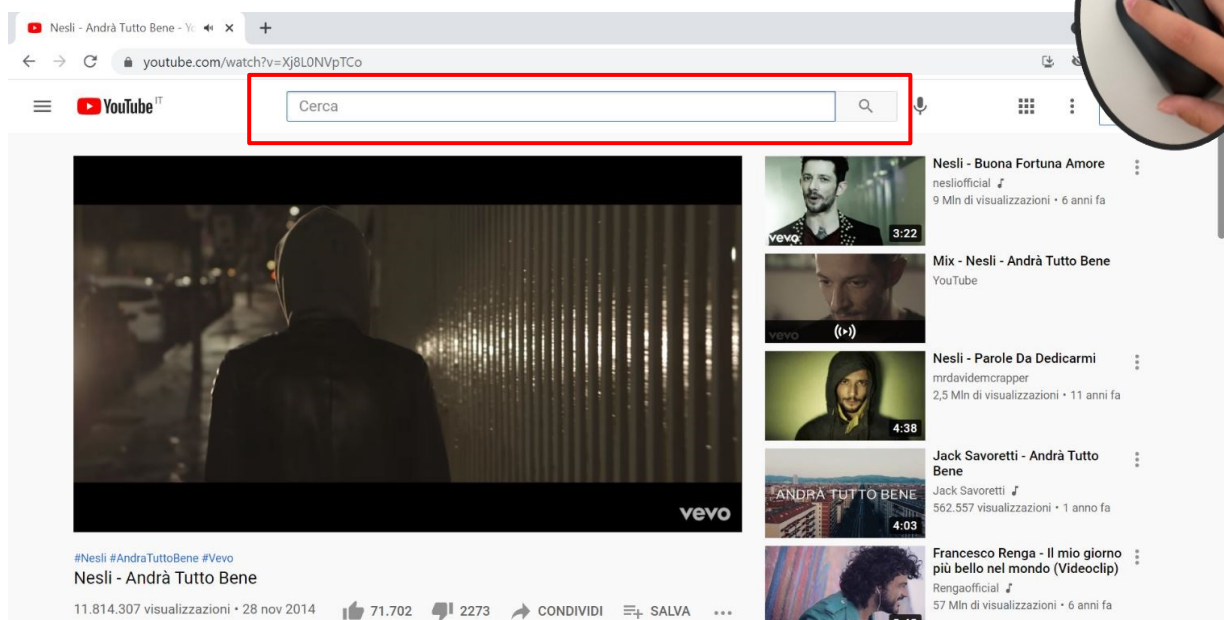 Nesli - Andrà Tutto Bene - Yo
youtube.com/watch?v=Xj8L0NVpTCo
YouTube IT
Cerca
vevo
#Nesli #AndraTuttoBene #Vevo
Nesli - Andrà Tutto Bene
11.814.307 visualizzazioni • 28 nov 2014
71.702
2273
CONDIVIDI
SALVA
vevo
3:22
Nesli - Buona Fortuna Amore
nesliofficial
9 Mln di visualizzazioni • 6 anni fa
vevo
Mix - Nesli - Andrà Tutto Bene
YouTube
4:38
Nesli - Parole Da Dedicarmi
mrdavidemcrapper
2,5 Mln di visualizzazioni • 11 anni fa
ANDRÀ TUTTO BENE
4:03
Jack Savoretti - Andrà Tutto
Bene
Jack Savoretti
562.557 visualizzazioni • 1 anno fa
Francesco Renga - Il mio giorno
più bello nel mondo (Videoclip)
Rengaofficial
57 Mln di visualizzazioni • 6 anni fa